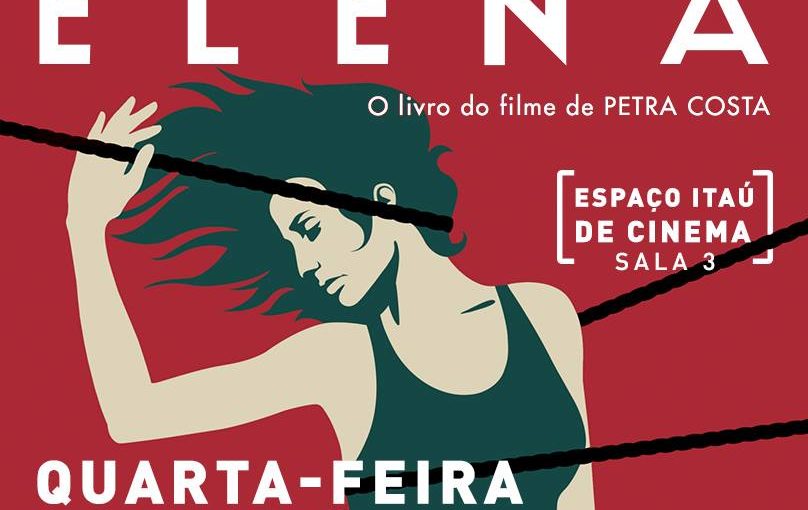 ELENA
O livro do filme de PETRA COSTA
ESPAÇO ITAÚ
DE CINEMA
SALA 3
QUARTA-FEIRA